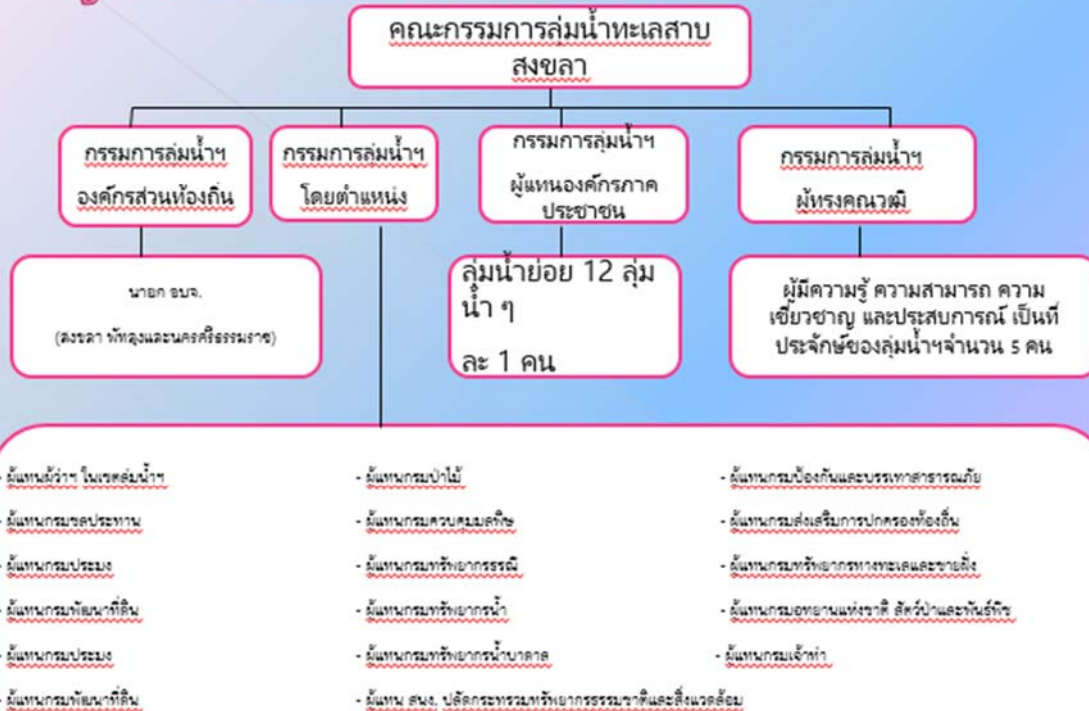 คณะกรรมการลุ่มน้ำทะเลสาบ
สงขลา
กรรมการลุ่มน้ำฯ
องค์กรส่วนท้องถิ่น
กรรมการลุ่มน้ำฯ
โดยตำแหน่ง
กรรมการลุ่มน้ำฯ
ผู้แทนองค์กรภาค
ประชาชน
กรรมการลุ่มน้ำฯ
ผู้ทรงคุณวุฒิ
นายก อบจ.
(สงขลา พัทลุงและนครศรีธรรมราช)
ลุ่มน้ำย่อย 12 ลุ่ม
น้ำ ๆ
ละ 1 คน
ผู้มีความรู้ ความสามารถ ความ
เชี่ยวชาญ และประสบการณ์ เป็นที่
ประจักษ์ของลุ่มน้ำฯจำนวน 5 คน
- ผู้แทนผู้ว่าฯ ในเขตลุ่มน้ำฯ
- ผู้แทนกรมชลประทาน
- ผู้แทนกรมประมง
- ผู้แทนกรมพัฒนาที่ดิน
- ผู้แทนกรมประมง
- ผู้แทนกรมพัฒนาที่ดิน
- ผู้แทนกรมป่าไม้
- ผู้แทนกรมควบคุมมลพิษ
- ผู้แทนกรมทรัพยากรธรณี
- ผู้แทนกรมทรัพยากรน้ำ
- ผู้แทนกรมทรัพยากรน้ำบาดาล
- ผู้แทน สนง. ปลัดกระทรวมทรัพยากรธรรมชาติและสิ่งแวดล้อม
- ผู้แทนกรมป้องกันและบรรเทาสาธารณภัย
- ผู้แทนกรมส่งเสริมการปกครองท้องถิ่น
- ผู้แทนกรมทรัพยากรทางทะเลและชายฝั่ง
- ผู้แทนกรมอุทยานแห่งชาติ สัตว์ป่าและพันธ์พืช
- ผู้แทนกรมเจ้าท่า